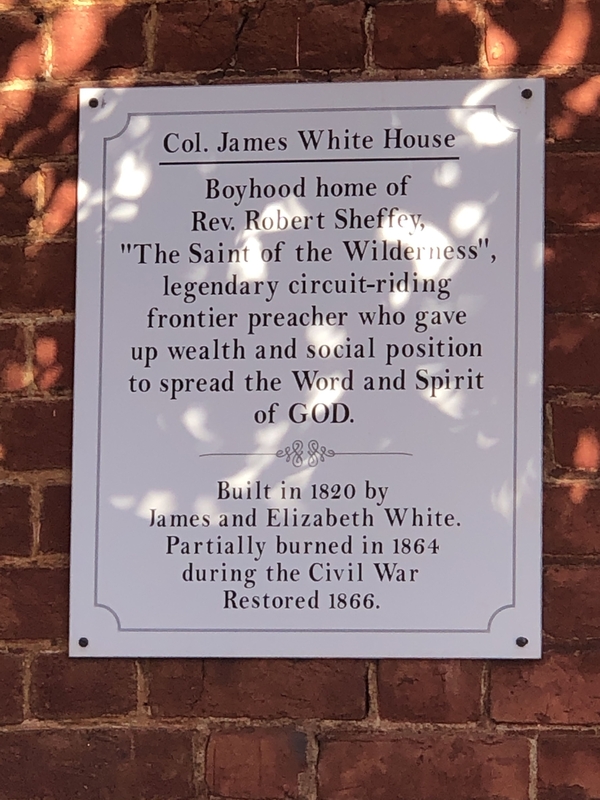 Col. James White House
Boyhood home of
Rev. Robert Sheffey,
"The Saint of the Wilderness",
legendary circuit-riding
frontier preacher who gave
up wealth and social position
to spread the Word and Spirit
of GOD.
Built in 1820 by
James and Elizabeth White.
Partially burned in 1864
during the Civil War
Restored 1866.